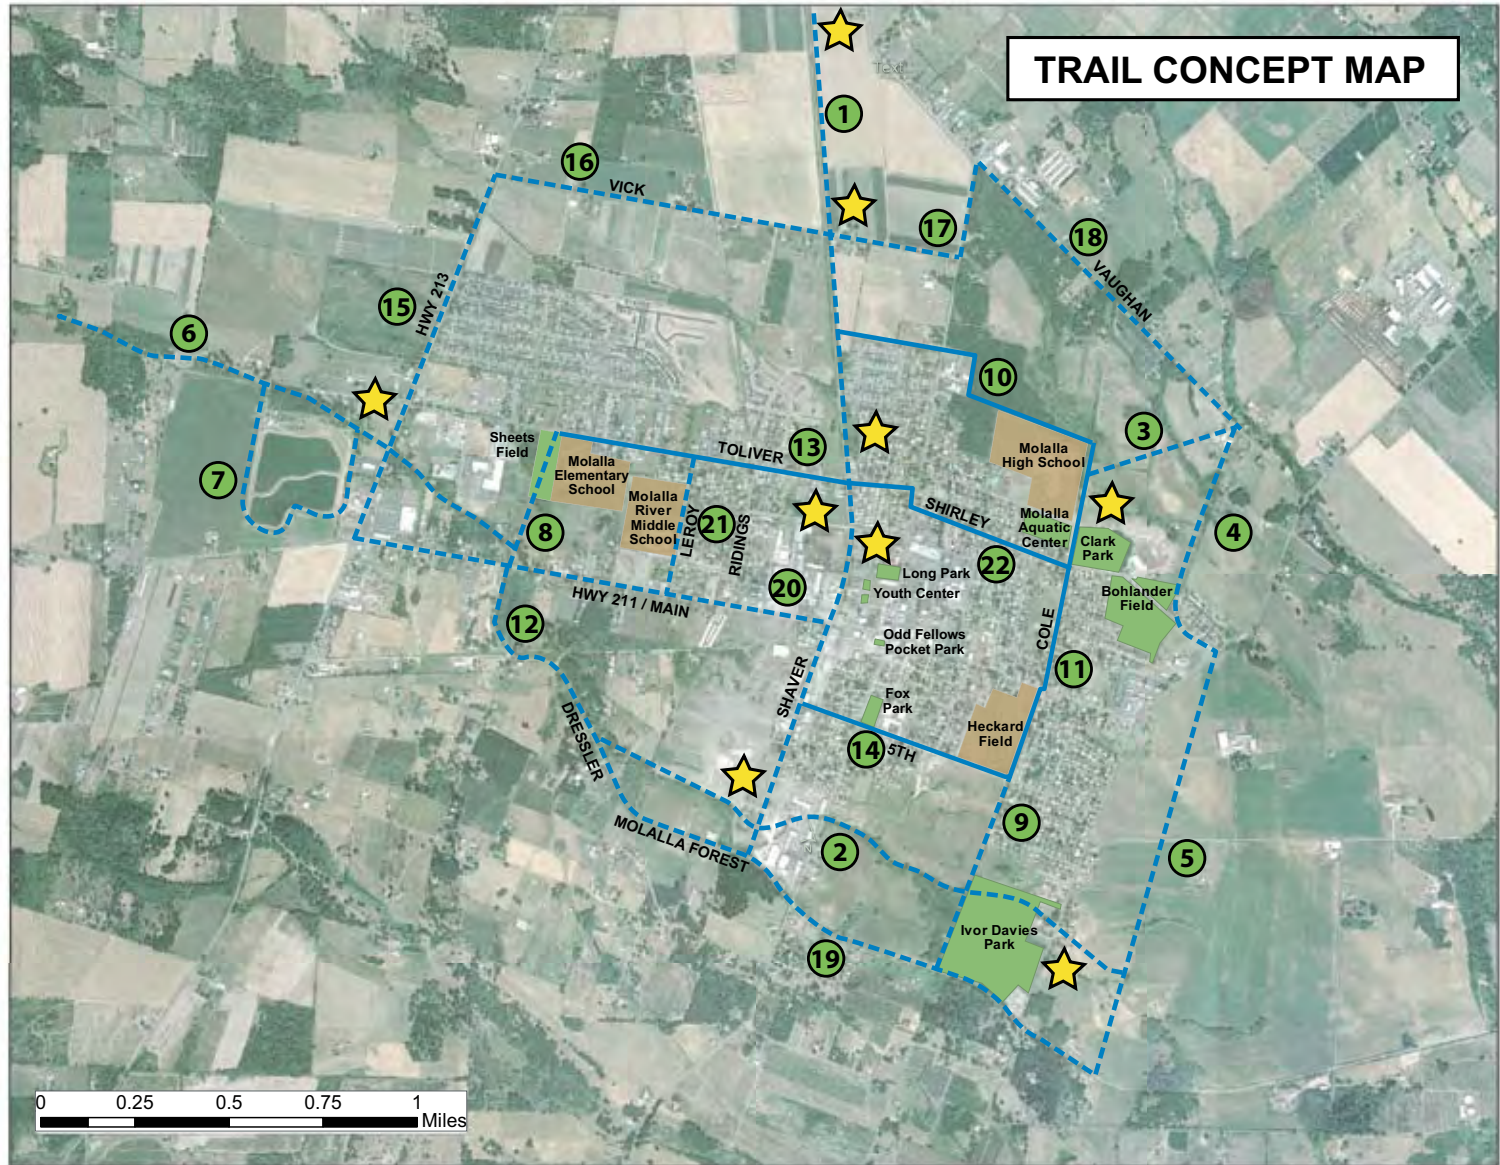 TRAIL CONCEPT MAP
Text
1
16
VICK
17
18
VAUGHAN
15
HWY 213
6
10
3
Sheets
Field
TOLIVER
13
Molalla
High School
Molalla
Elementary
School
7
Molalla
River
Middle
School
LEROY
21
RIDINGS
SHIRLEY
Molalla
Aquatic
Center
Clark
Park
4
8
22
Long Park
Youth Center
20
Bohlander
Field
HWY 211 / MAIN
12
Odd Fellows
Pocket Park
COLE
11
SHAVER
Fox
Park
DRESSLER
14
5TH
Heckard
Field
MOLALLA FOREST
2
9
5
Ivor Davies
Park
19
0 0.25 0.5 0.75 1
Miles